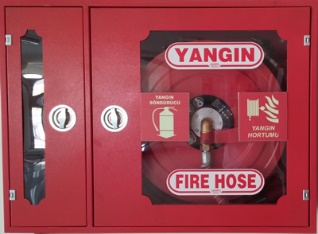 YANGIN
YANGIN
SÖNDÜRÜCÜ
YANGIN
HORTUMU
FIRE HOSE